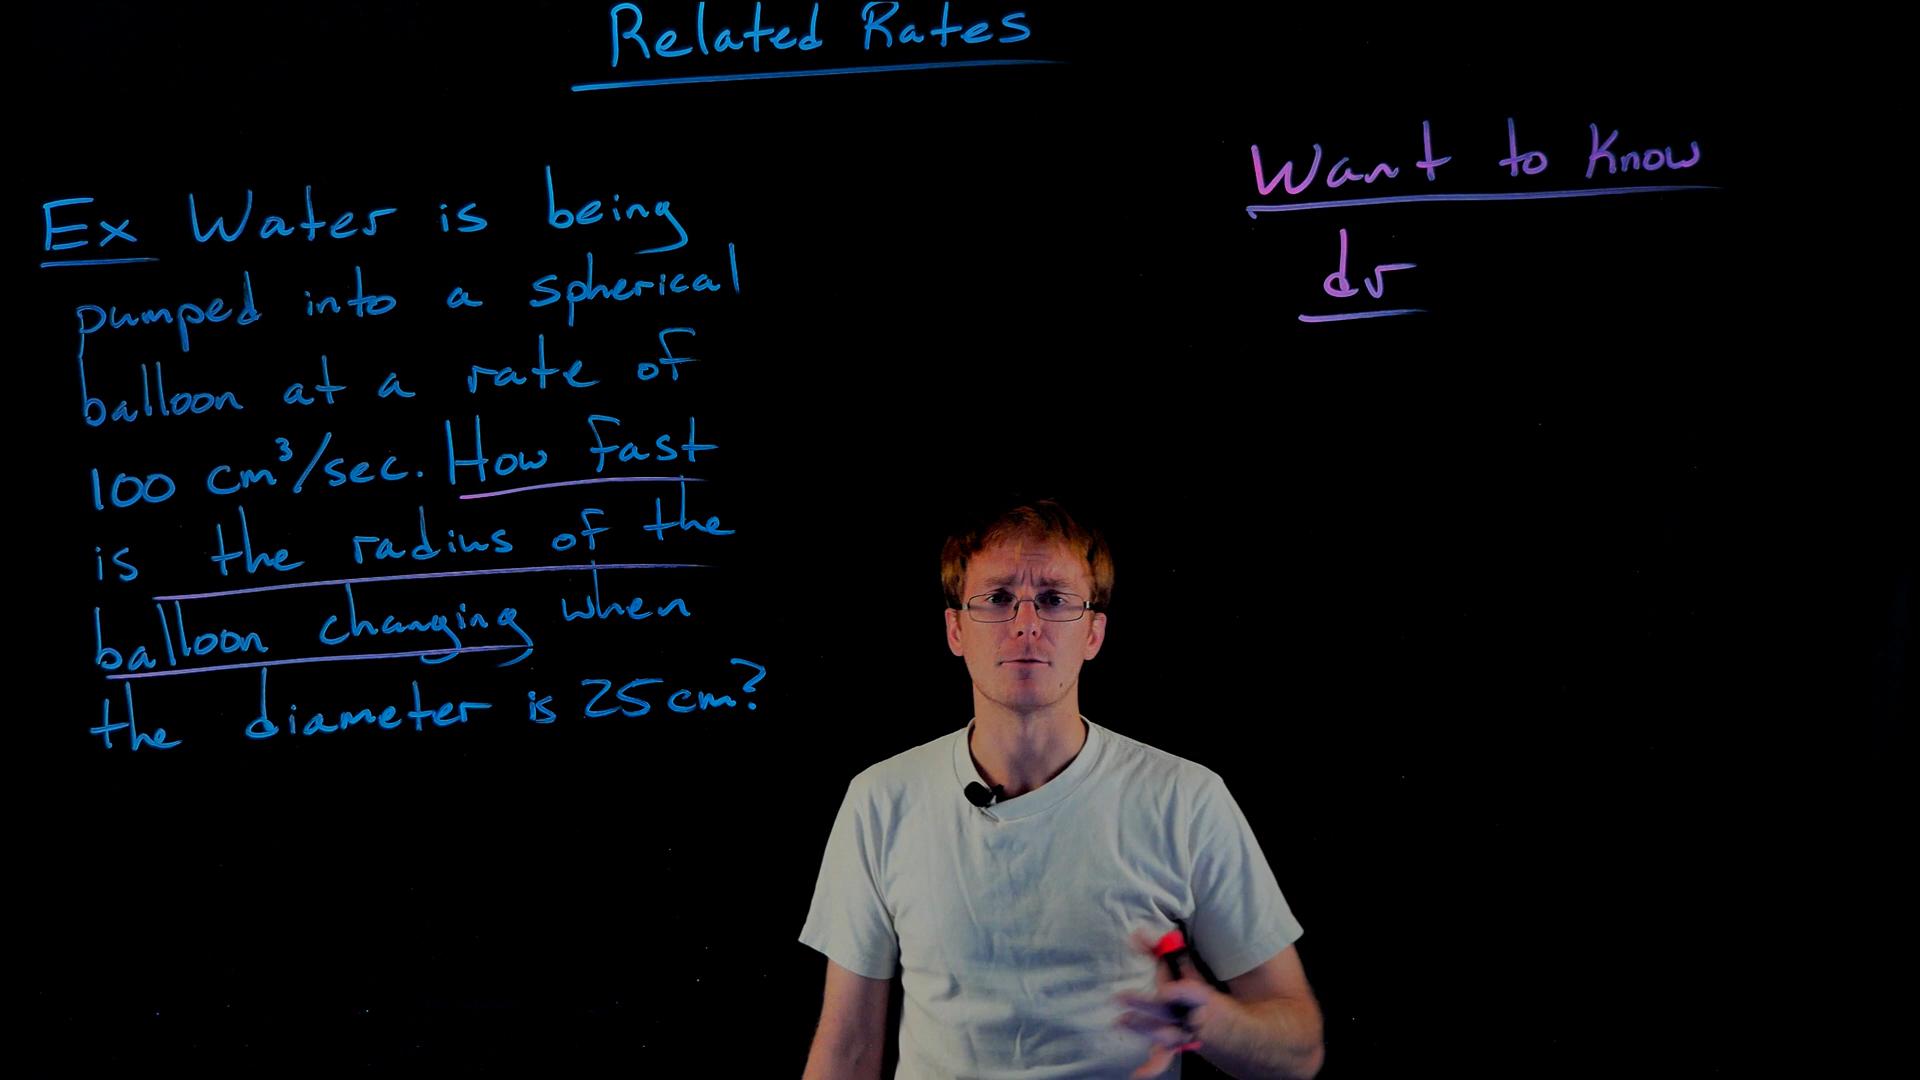 Related Rates
Ex Water is being
pumped into a spherical
balloon at a rate of
100 cm³/sec. How fast
is the radius of the
balloon changing when
the diameter is 25 cm?
Want to Know
dr